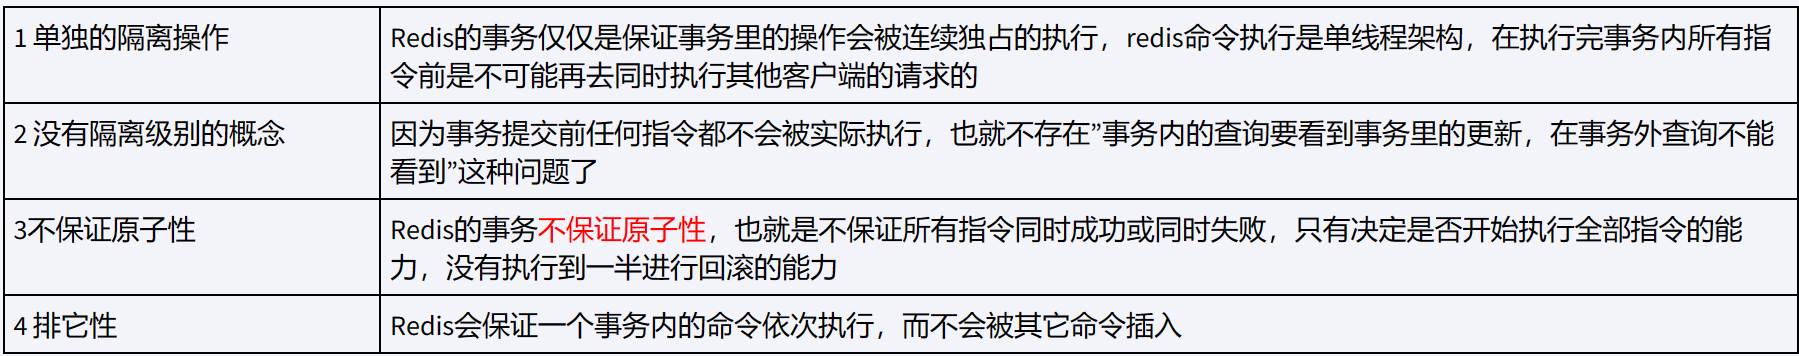 1 单独的隔离操作
Redis的事务仅仅是保证事务里的操作会被连续独占的执行，redis命令执行是单线程架构，在执行完事务内所有指
令前是不可能再去同时执行其他客户端的请求的
2 没有隔离级别的概念
因为事务提交前任何指令都不会被实际执行，也就不存在”事务内的查询要看到事务里的更新，在事务外查询不能
看到”这种问题了
3不保证原子性
Redis的事务不保证原子性，也就是不保证所有指令同时成功或同时失败，只有决定是否开始执行全部指令的能
力，没有执行到一半进行回滚的能力
4 排它性
Redis会保证一个事务内的命令依次执行，而不会被其它命令插入